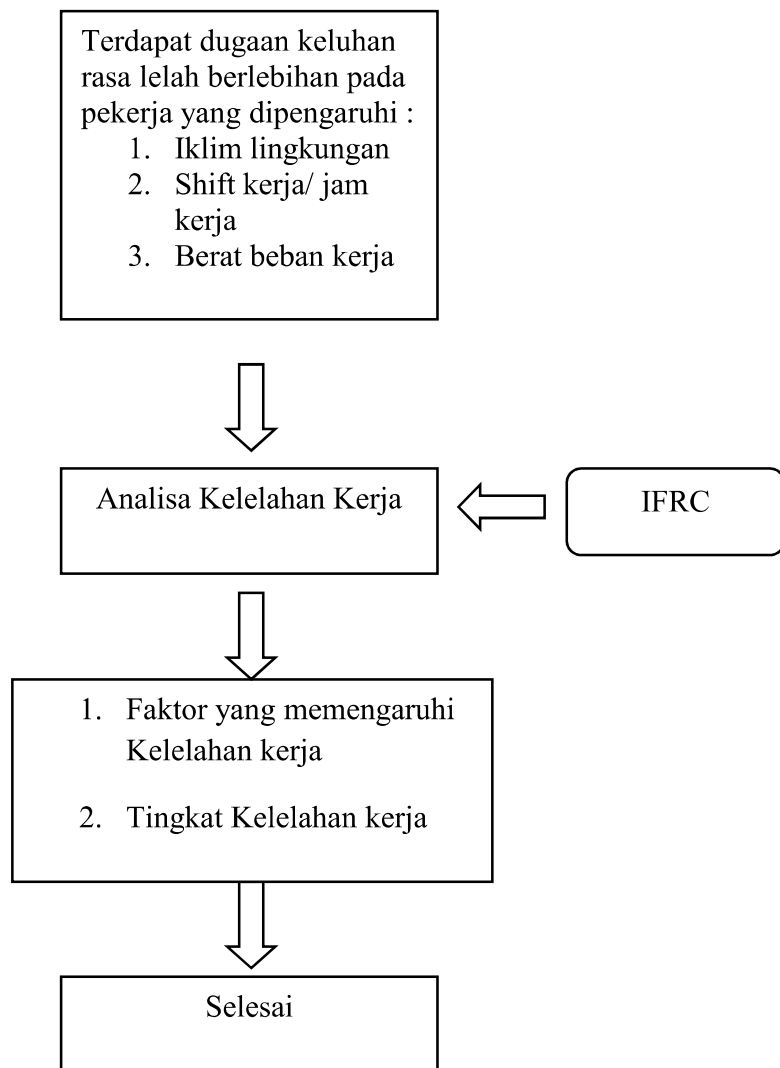 Terdapat dugaan keluhan
rasa lelah berlebihan pada
pekerja yang dipengaruhi :
1. Iklim lingkungan
2. Shift kerja/ jam
kerja
3. Berat beban kerja
Analisa Kelelahan Kerja
IFRC
1. Faktor yang memengaruhi
Kelelahan kerja
2. Tingkat Kelelahan kerja
Selesai